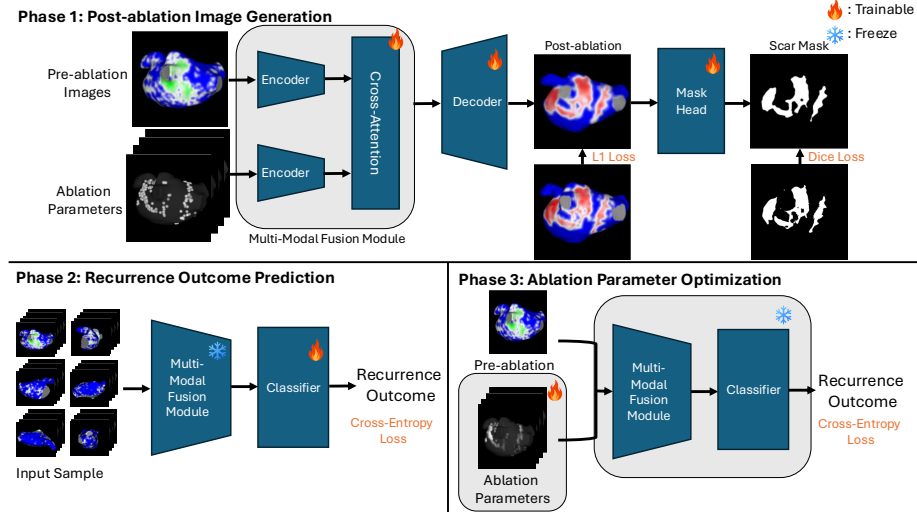 Phase 1: Post-ablation Image Generation
: Trainable
: Freeze
Pre-ablation
Images
Encoder
Cross-Attention
Decoder
Post-ablation
Mask
Head
Scar Mask
L1 Loss
Dice Loss
Ablation
Parameters
Encoder
Multi-Modal Fusion Module
Phase 2: Recurrence Outcome Prediction
Multi-
Modal
Fusion
Module
Classifier
Recurrence
Outcome
Cross-Entropy
Loss
Input Sample
Phase 3: Ablation Parameter Optimization
Pre-ablation
Ablation
Parameters
Multi-
Modal
Fusion
Module
Classifier
Recurrence
Outcome
Cross-Entropy
Loss